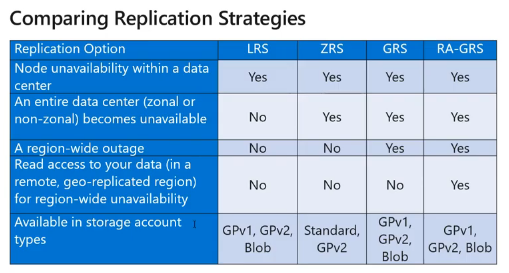 Comparing Replication Strategies
Replication Option LRS ZRS GRS RA-GRS
Node unavailability within a data
center Yes Yes Yes Yes
An entire data center (zonal or
non-zonal) becomes unavailable No Yes Yes Yes
A region-wide outage No No Yes Yes
Read access to your data (in a
remote, geo-replicated region)
for region-wide unavailability No No No Yes
Available in storage account
types GPv1, GPv2,
Blob Standard,
GPv2 GPv1,
GPv2,
Blob GPv1,
GPv2, Blob